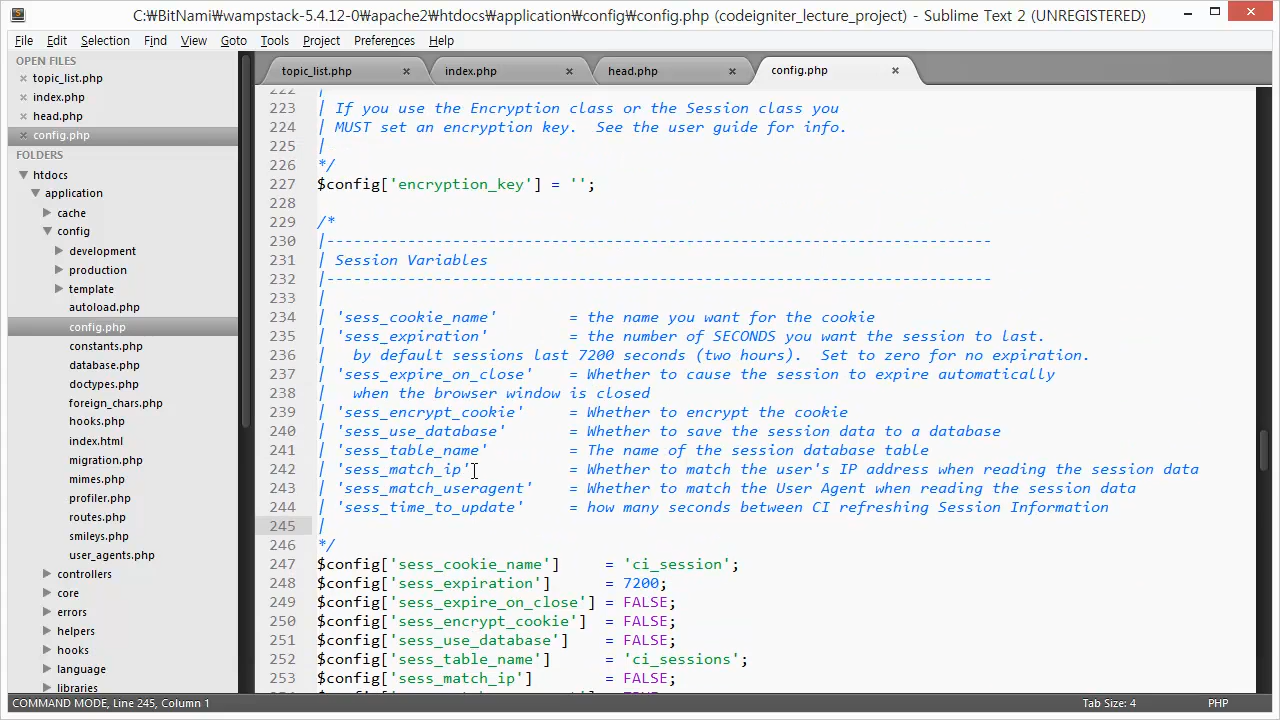 C:₩BitNami₩wampstack-5.4.12-0₩apache2₩htdocs₩application₩config₩config.php (codeigniter_lecture_project) - Sublime Text 2 (UNREGISTERED)
File Edit Selection Find View Goto Tools Project Preferences Help
OPEN FILES
topic_list.php
index.php
head.php
config.php
FOLDERS
htdocs
application
cache
config
development
production
template
autoload.php
config.php
constants.php
database.php
doctypes.php
foreign_chars.php
hooks.php
index.html
migration.php
mimes.php
profiler.php
routes.php
smileys.php
user_agents.php
controllers
core
errors
helpers
hooks
language
libraries
topic_list.php index.php head.php config.php
222 |
223 | If you use the Encryption class or the Session class you
224 | MUST set an encryption key.  See the user guide for info.
225 |
226 */
227 $config['encryption_key'] = '';
228
229 /*
230 |--------------------------------------------------------------------------
231 | Session Variables
232 |--------------------------------------------------------------------------
233 |
234 | 'sess_cookie_name'        = the name you want for the cookie
235 | 'sess_expiration'         = the number of SECONDS you want the session to last.
236 |   by default sessions last 7200 seconds (two hours).  Set to zero for no expiration.
237 | 'sess_expire_on_close'    = Whether to cause the session to expire automatically
238 |   when the browser window is closed
239 | 'sess_encrypt_cookie'     = Whether to encrypt the cookie
240 | 'sess_use_database'       = Whether to save the session data to a database
241 | 'sess_table_name'         = The name of the session database table
242 | 'sess_match_ip'           = Whether to match the user's IP address when reading the session data
243 | 'sess_match_useragent'    = Whether to match the User Agent when reading the session data
244 | 'sess_time_to_update'     = how many seconds between CI refreshing Session Information
245 |
246 */
247 $config['sess_cookie_name']     = 'ci_session';
248 $config['sess_expiration']      = 7200;
249 $config['sess_expire_on_close'] = FALSE;
250 $config['sess_encrypt_cookie']  = FALSE;
251 $config['sess_use_database']    = FALSE;
252 $config['sess_table_name']      = 'ci_sessions';
253 $config['sess_match_ip']        = FALSE;
COMMAND MODE, Line 245, Column 1 Tab Size: 4 PHP